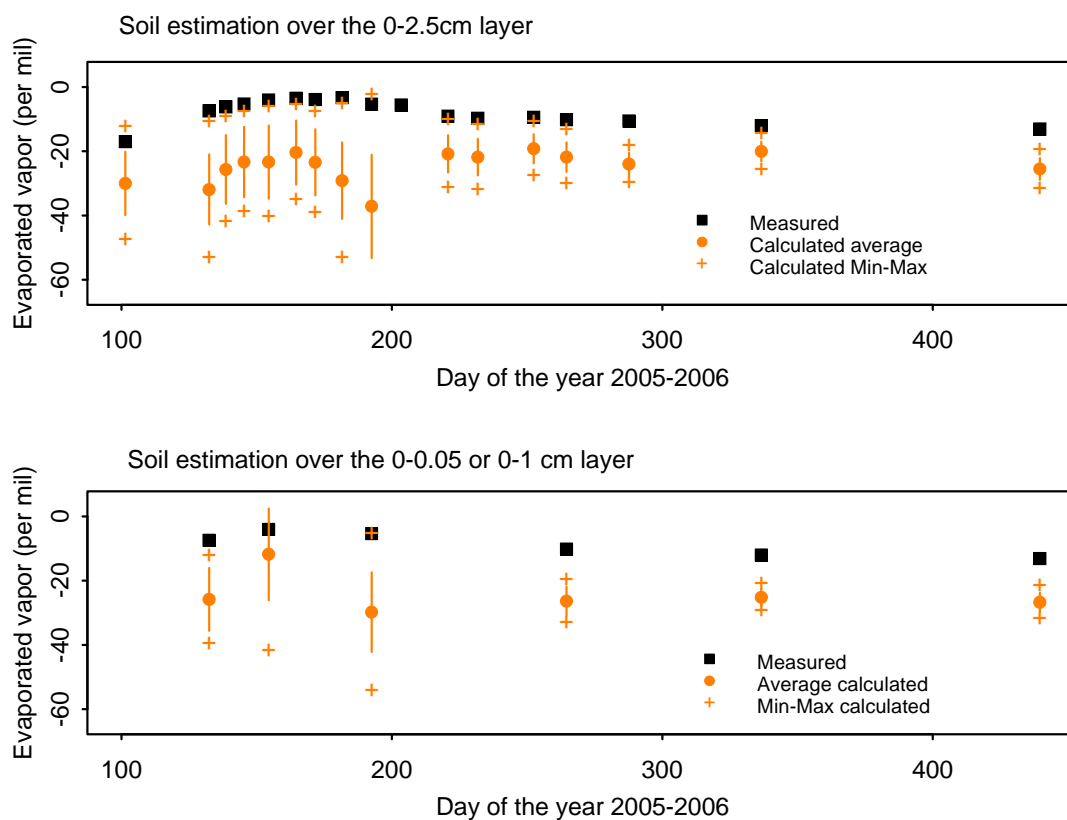 Soil estimation over the 0-2.5cm layer
Evaporated vapor (per mil)
0
-20
-40
-60
Measured
Calculated average
Calculated Min-Max
100 200 300 400
Day of the year 2005-2006
Soil estimation over the 0-0.05 or 0-1 cm layer
Evaporated vapor (per mil)
0
-20
-40
-60
Measured
Average calculated
Min-Max calculated
100 200 300 400
Day of the year 2005-2006